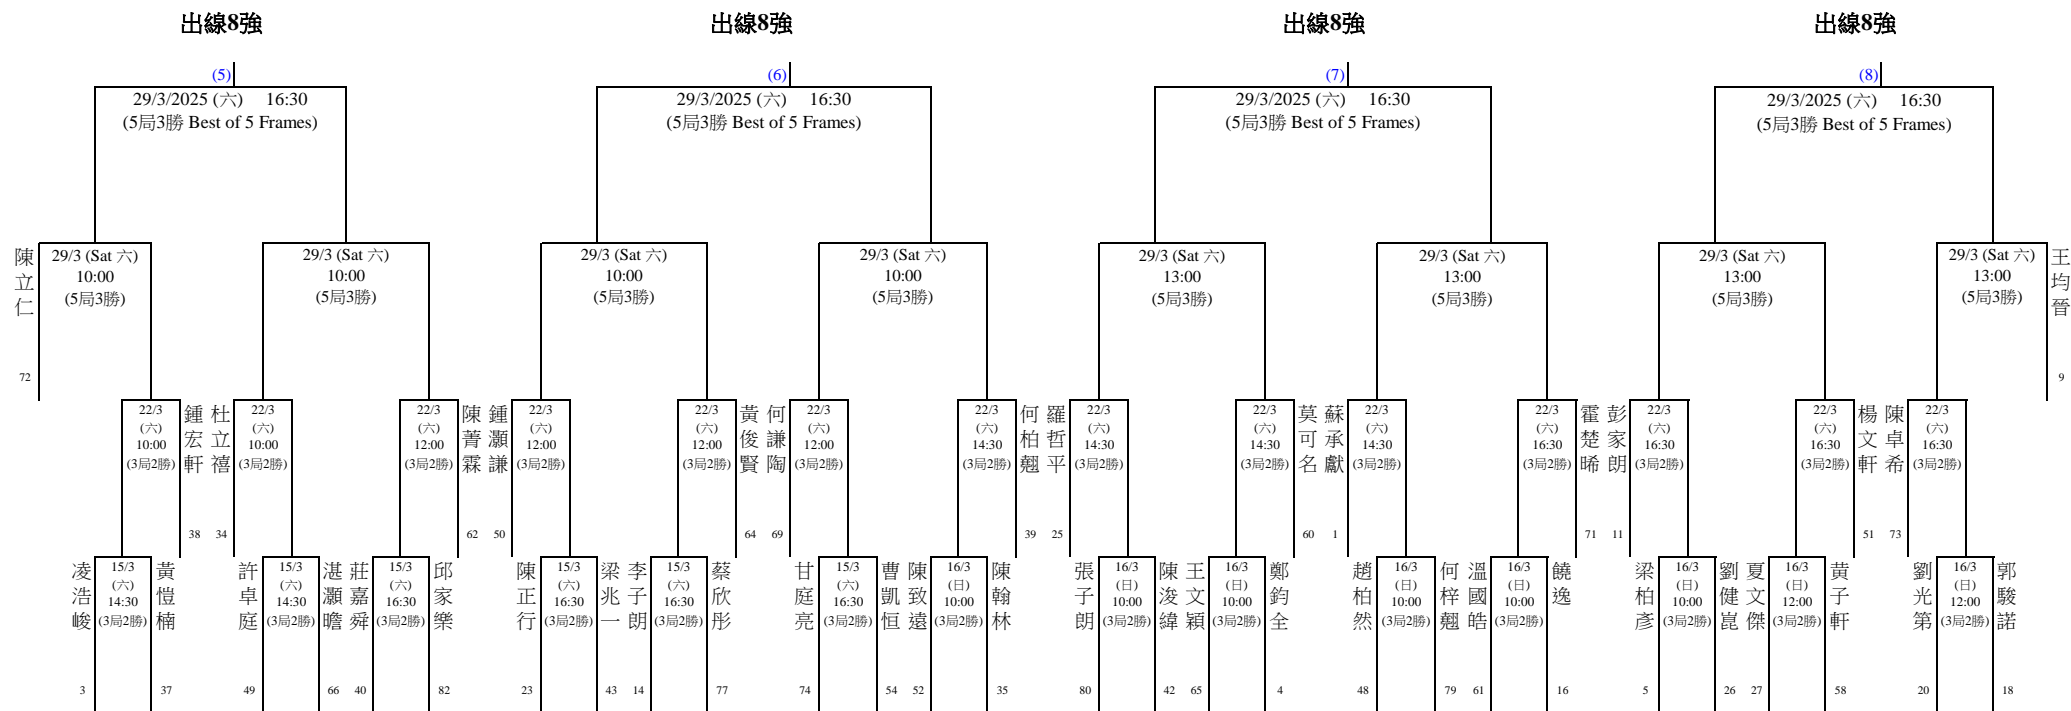 出線8強
出線8強
出線8強
出線8強
(5)
(6)
(7)
(8)
29/3/2025 (六) 16:30
(5局3勝 Best of 5 Frames)
29/3/2025 (六) 16:30
(5局3勝 Best of 5 Frames)
29/3/2025 (六) 16:30
(5局3勝 Best of 5 Frames)
29/3/2025 (六) 16:30
(5局3勝 Best of 5 Frames)
陳立仁
72
29/3 (Sat 六)
10:00
(5局3勝)
29/3 (Sat 六)
10:00
(5局3勝)
29/3 (Sat 六)
10:00
(5局3勝)
29/3 (Sat 六)
10:00
(5局3勝)
29/3 (Sat 六)
13:00
(5局3勝)
29/3 (Sat 六)
13:00
(5局3勝)
29/3 (Sat 六)
13:00
(5局3勝)
29/3 (Sat 六)
13:00
(5局3勝)
王均晉
9
22/3
(六)
10:00
(3局2勝)
鍾宏軒
38
杜立禧
34
22/3
(六)
10:00
(3局2勝)
22/3
(六)
12:00
(3局2勝)
陳菁霖
62
鍾灝謙
50
22/3
(六)
12:00
(3局2勝)
22/3
(六)
12:00
(3局2勝)
黃俊賢
64
何謙陶
69
22/3
(六)
12:00
(3局2勝)
22/3
(六)
14:30
(3局2勝)
何柏翹
39
羅哲平
25
22/3
(六)
14:30
(3局2勝)
22/3
(六)
14:30
(3局2勝)
莫可名
60
蘇承獻
1
22/3
(六)
14:30
(3局2勝)
22/3
(六)
16:30
(3局2勝)
霍楚晞
71
彭家朗
11
22/3
(六)
16:30
(3局2勝)
22/3
(六)
16:30
(3局2勝)
楊文軒
51
陳卓希
73
22/3
(六)
16:30
(3局2勝)
凌浩峻
3
15/3
(六)
14:30
(3局2勝)
黃愷楠
37
許卓庭
49
15/3
(六)
14:30
(3局2勝)
湛灝瞻
66
莊嘉舜
40
15/3
(六)
16:30
(3局2勝)
邱家樂
82
陳正行
23
15/3
(六)
16:30
(3局2勝)
梁兆一
43
李子朗
14
15/3
(六)
16:30
(3局2勝)
蔡欣彤
77
甘庭亮
74
15/3
(六)
16:30
(3局2勝)
曹凱恒
54
陳致遠
52
16/3
(日)
10:00
(3局2勝)
陳翰林
35
張子朗
80
16/3
(日)
10:00
(3局2勝)
陳浚緯
42
王文穎
65
16/3
(日)
10:00
(3局2勝)
鄭鈞全
4
趙柏然
48
16/3
(日)
10:00
(3局2勝)
何梓翹
79
溫國皓
61
16/3
(日)
10:00
(3局2勝)
饒逸
16
梁柏彥
5
16/3
(日)
10:00
(3局2勝)
劉健崑
26
夏文傑
27
16/3
(日)
12:00
(3局2勝)
黃子軒
58
劉光第
20
16/3
(日)
12:00
(3局2勝)
郭駿諾
18